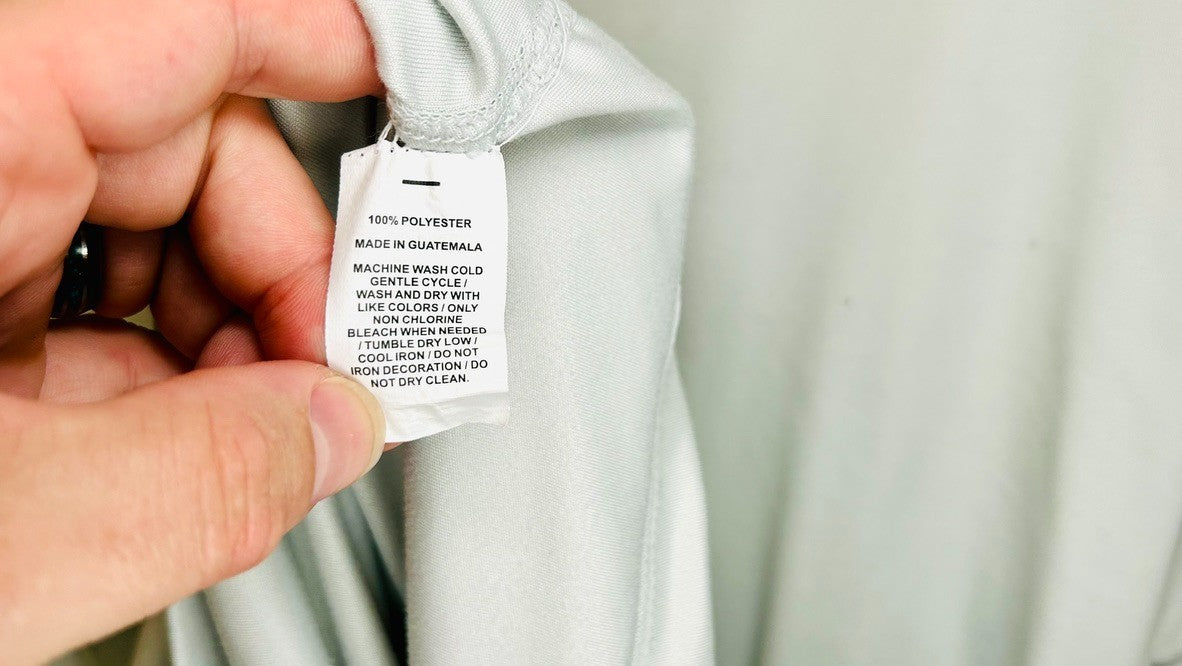 100% POLYESTER
MADE IN GUATEMALA
MACHINE WASH COLD
GENTLE CYCLE /
WASH AND DRY WITH
LIKE COLORS / ONLY
NON CHLORINE
BLEACH WHEN NEEDED
/ TUMBLE DRY LOW /
COOL IRON / DO NOT
IRON DECORATION / DO
NOT DRY CLEAN.